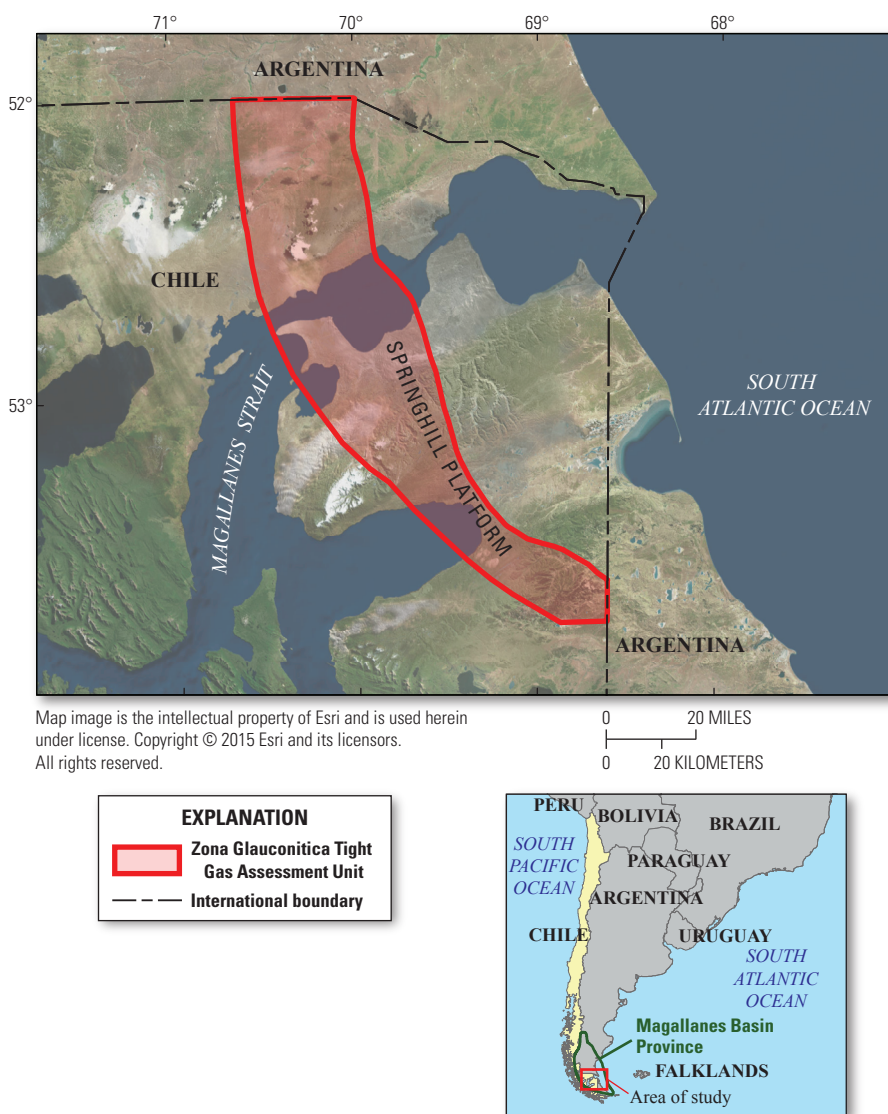 71°
70°
69°
68°
52°
53°
ARGENTINA
CHILE
MAGALLANES STRAIT
SPRINGHILL PLATFORM
SOUTH
ATLANTIC OCEAN
ARGENTINA
Map image is the intellectual property of Esri and is used herein
under license. Copyright © 2015 Esri and its licensors.
All rights reserved.
0 20 MILES
0 20 KILOMETERS
EXPLANATION
Zona Glauconitica Tight
Gas Assessment Unit
International boundary
PERU
BOLIVIA
BRAZIL
SOUTH
PACIFIC
OCEAN
PARAGUAY
ARGENTINA
CHILE
URUGUAY
SOUTH
ATLANTIC
OCEAN
Magallanes Basin
Province
FALKLANDS
Area of study